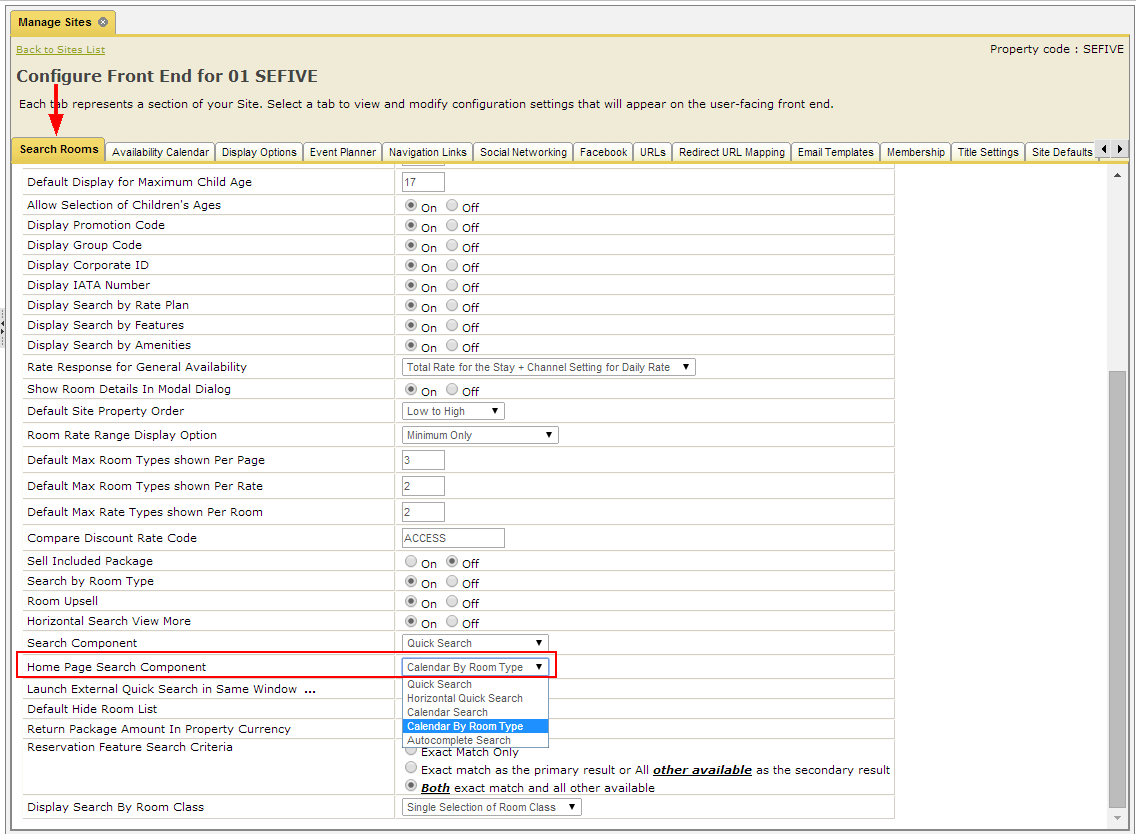 Manage Sites
Back to Sites List
Property code : SEFIVE
Configure Front End for 01 SEFIVE
Each tab represents a section of your Site. Select a tab to view and modify configuration settings that will appear on the user-facing front end.
Search Rooms Availability Calendar Display Options Event Planner Navigation Links Social Networking Facebook URLs Redirect URL Mapping Email Templates Membership Title Settings Site Defaults
Default Display for Maximum Child Age 17
Allow Selection of Children's Ages On Off
Display Promotion Code On Off
Display Group Code On Off
Display Corporate ID On Off
Display IATA Number On Off
Display Search by Rate Plan On Off
Display Search by Features On Off
Display Search by Amenities On Off
Rate Response for General Availability Total Rate for the Stay + Channel Setting for Daily Rate
Show Room Details In Modal Dialog On Off
Default Site Property Order Low to High
Room Rate Range Display Option Minimum Only
Default Max Room Types shown Per Page 3
Default Max Room Types shown Per Rate 2
Default Max Rate Types shown Per Room 2
Compare Discount Rate Code ACCESS
Sell Included Package On Off
Search by Room Type On Off
Room Upsell On Off
Horizontal Search View More On Off
Search Component Quick Search
Home Page Search Component Calendar By Room Type
Quick Search
Launch External Quick Search in Same Window ... Horizontal Quick Search
Default Hide Room List Calendar Search
Return Package Amount In Property Currency Calendar By Room Type
Reservation Feature Search Criteria Autocomplete Search
Exact Match Only
Exact match as the primary result or All other available as the secondary result
Both exact match and all other available
Display Search By Room Class Single Selection of Room Class